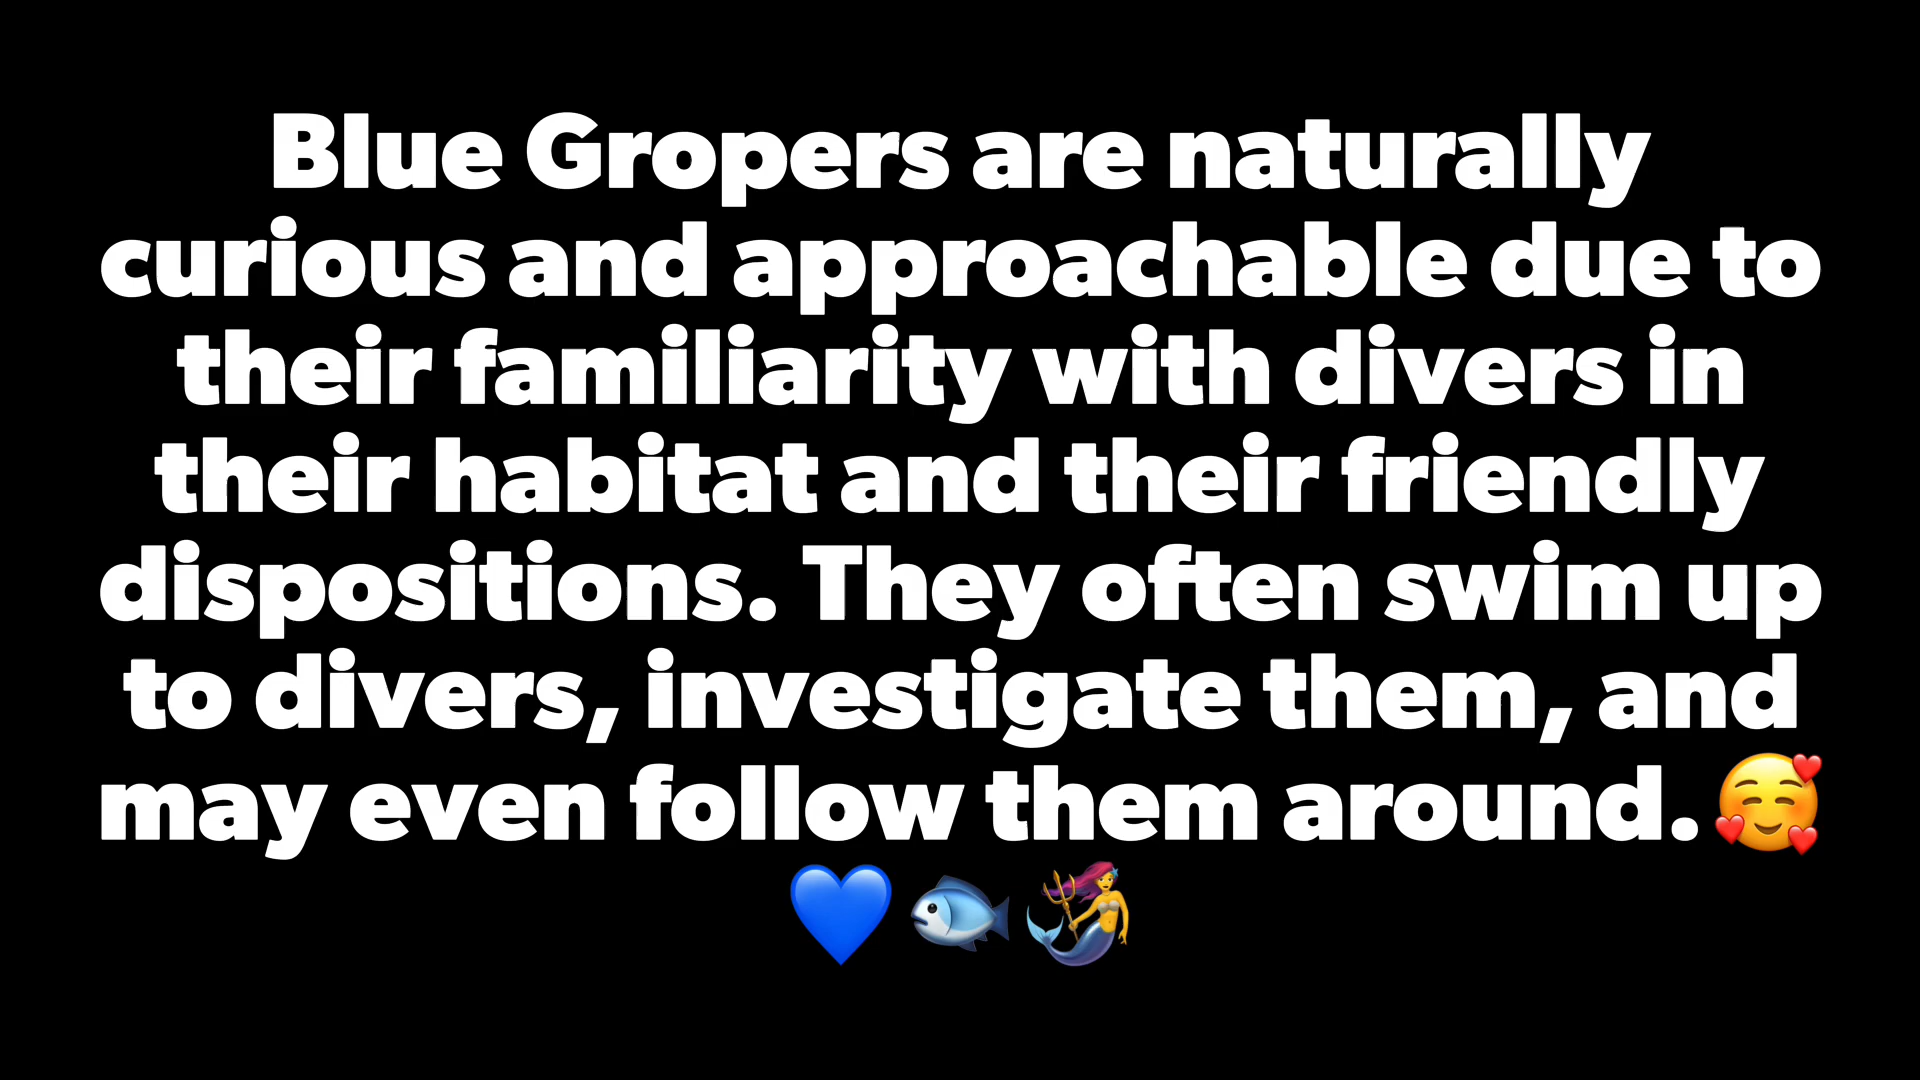 Blue Gropers are naturally
curious and approachable due to
their familiarity with divers in
their habitat and their friendly
dispositions. They often swim up
to divers, investigate them, and
may even follow them around.🥰
💙🐟🧜‍♀️